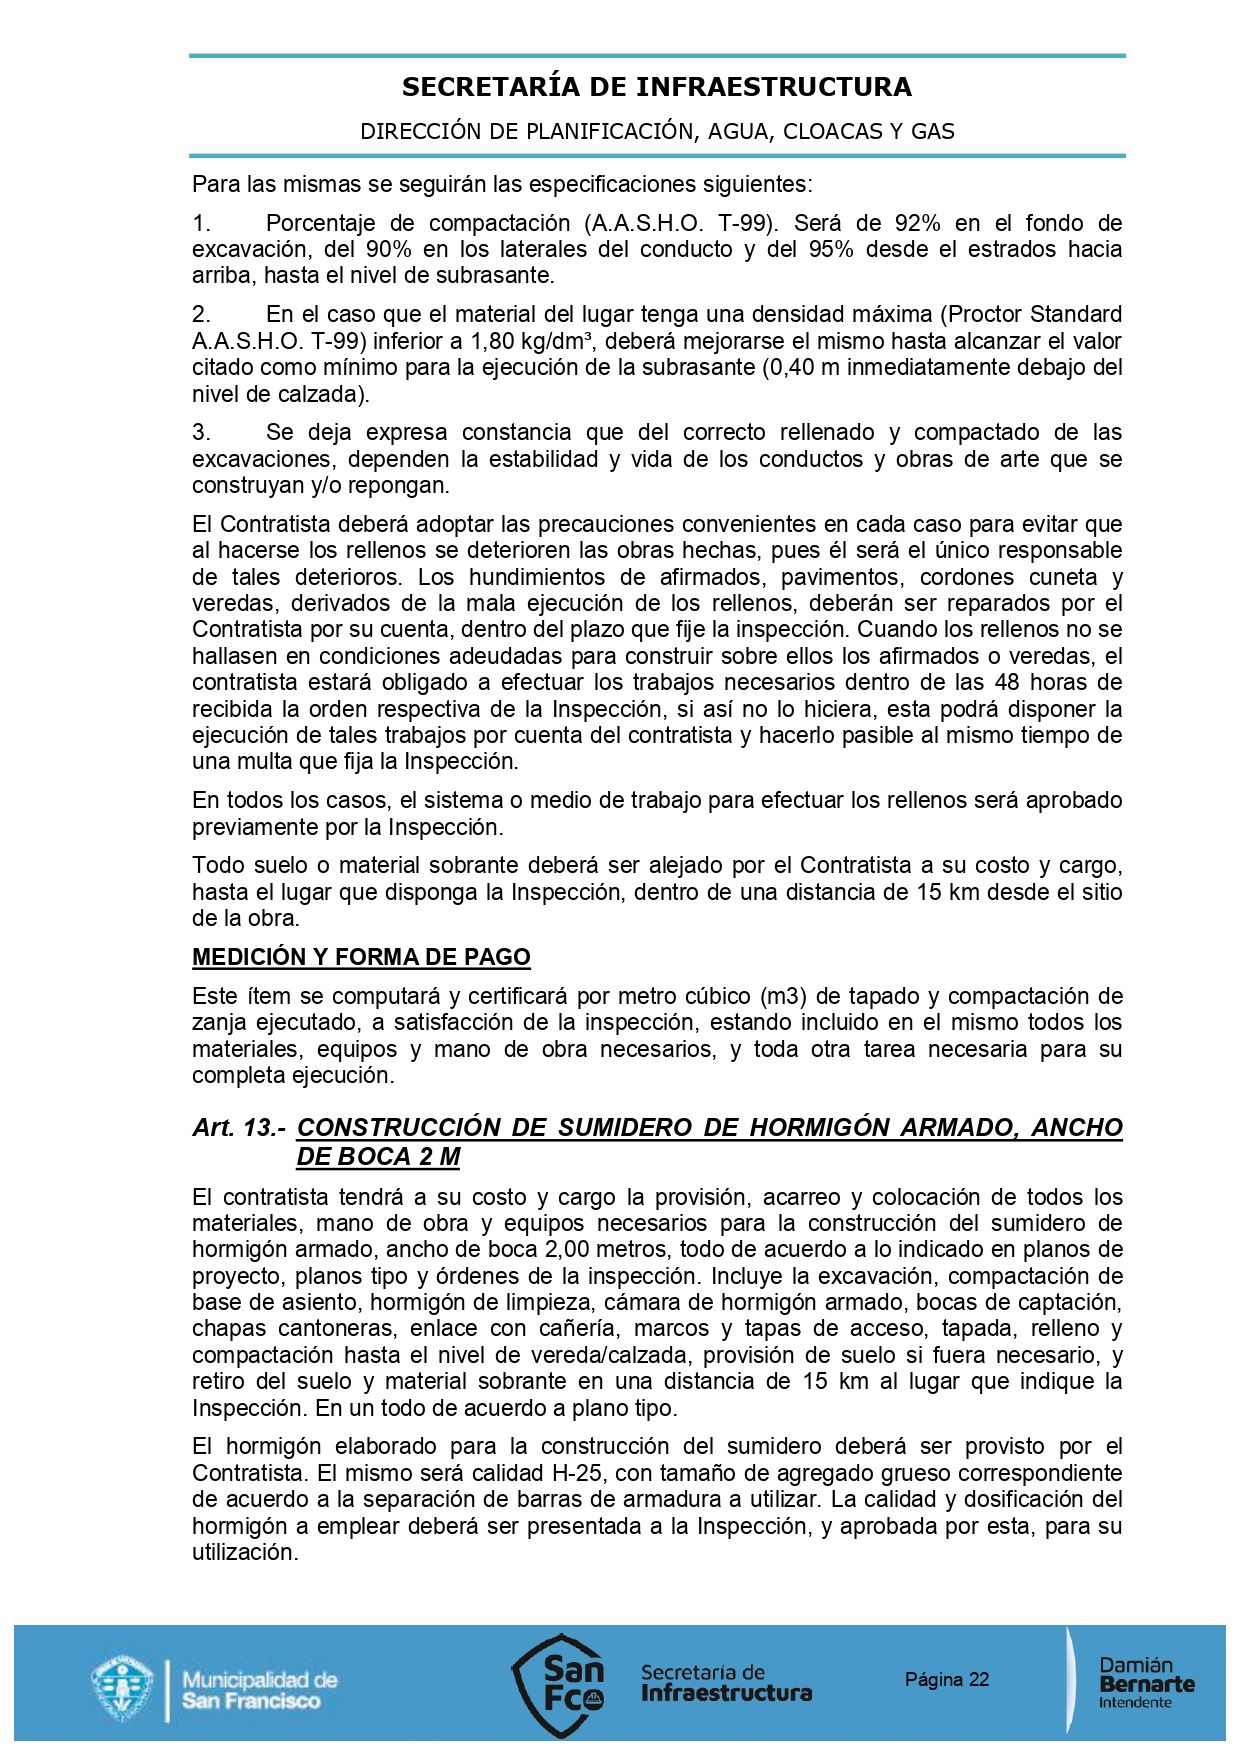 SECRETARÍA DE INFRAESTRUCTURA
DIRECCIÓN DE PLANIFICACIÓN, AGUA, CLOACAS Y GAS
Para las mismas se seguirán las especificaciones siguientes:
1. Porcentaje de compactación (A.A.S.H.O. T-99). Será de 92% en el fondo de
excavación, del 90% en los laterales del conducto y del 95% desde el estrados hacia
arriba, hasta el nivel de subrasante.
2. En el caso que el material del lugar tenga una densidad máxima (Proctor Standard
A.A.S.H.O. T-99) inferior a 1,80 kg/dm³, deberá mejorarse el mismo hasta alcanzar el valor
citado como mínimo para la ejecución de la subrasante (0,40 m inmediatamente debajo del
nivel de calzada).
3. Se deja expresa constancia que del correcto rellenado y compactado de las
excavaciones, dependen la estabilidad y vida de los conductos y obras de arte que se
construyan y/o repongan.
El Contratista deberá adoptar las precauciones convenientes en cada caso para evitar que
al hacerse los rellenos se deterioren las obras hechas, pues él será el único responsable
de tales deterioros. Los hundimientos de afirmados, pavimentos, cordones cuneta y
veredas, derivados de la mala ejecución de los rellenos, deberán ser reparados por el
Contratista por su cuenta, dentro del plazo que fije la inspección. Cuando los rellenos no se
hallasen en condiciones adeudadas para construir sobre ellos los afirmados o veredas, el
contratista estará obligado a efectuar los trabajos necesarios dentro de las 48 horas de
recibida la orden respectiva de la Inspección, si así no lo hiciera, esta podrá disponer la
ejecución de tales trabajos por cuenta del contratista y hacerlo pasible al mismo tiempo de
una multa que fija la Inspección.
En todos los casos, el sistema o medio de trabajo para efectuar los rellenos será aprobado
previamente por la Inspección.
Todo suelo o material sobrante deberá ser alejado por el Contratista a su costo y cargo,
hasta el lugar que disponga la Inspección, dentro de una distancia de 15 km desde el sitio
de la obra.
MEDICIÓN Y FORMA DE PAGO
Este ítem se computará y certificará por metro cúbico (m3) de tapado y compactación de
zanja ejecutado, a satisfacción de la inspección, estando incluido en el mismo todos los
materiales, equipos y mano de obra necesarios, y toda otra tarea necesaria para su
completa ejecución.
Art. 13.- CONSTRUCCIÓN DE SUMIDERO DE HORMIGÓN ARMADO, ANCHO
DE BOCA 2 M
El contratista tendrá a su costo y cargo la provisión, acarreo y colocación de todos los
materiales, mano de obra y equipos necesarios para la construcción del sumidero de
hormigón armado, ancho de boca 2,00 metros, todo de acuerdo a lo indicado en planos de
proyecto, planos tipo y órdenes de la inspección. Incluye la excavación, compactación de
base de asiento, hormigón de limpieza, cámara de hormigón armado, bocas de captación,
chapas cantoneras, enlace con cañería, marcos y tapas de acceso, tapada, relleno y
compactación hasta el nivel de vereda/calzada, provisión de suelo si fuera necesario, y
retiro del suelo y material sobrante en una distancia de 15 km al lugar que indique la
Inspección. En un todo de acuerdo a plano tipo.
El hormigón elaborado para la construcción del sumidero deberá ser provisto por el
Contratista. El mismo será calidad H-25, con tamaño de agregado grueso correspondiente
de acuerdo a la separación de barras de armadura a utilizar. La calidad y dosificación del
hormigón a emplear deberá ser presentada a la Inspección, y aprobada por esta, para su
utilización.
Municipalidad de
San Francisco
San
Fco
Secretaría de
Infraestructura
Página 22
Damián
Bernarte
Intendente